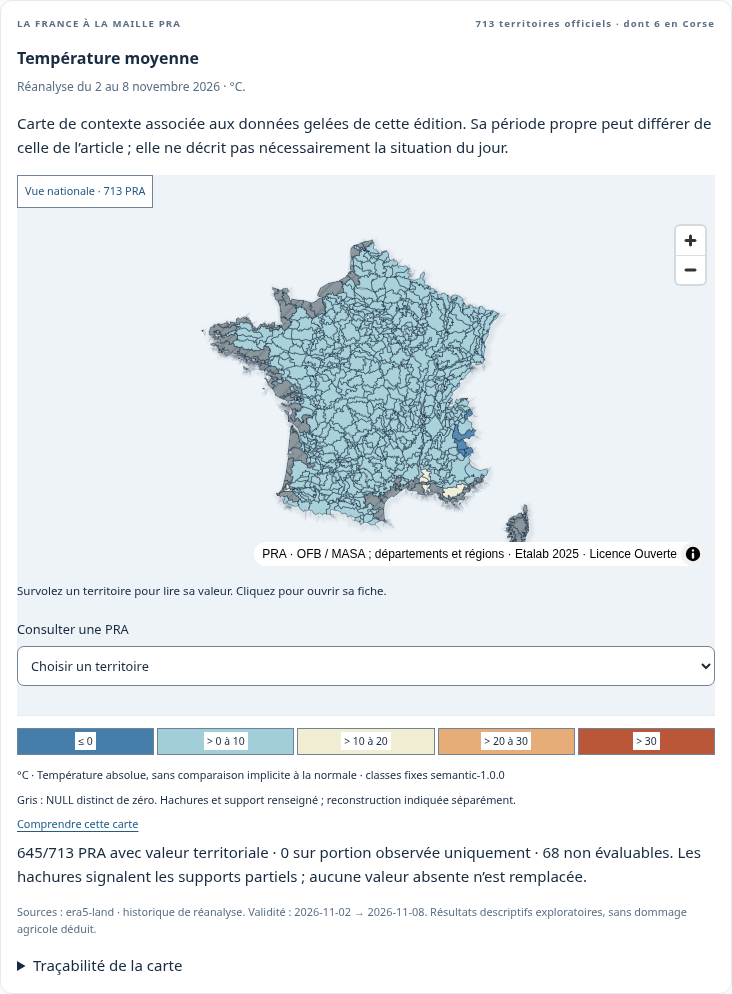 LA FRANCE À LA MAILLE PRA
713 territoires officiels · dont 6 en Corse
Température moyenne
Réanalyse du 2 au 8 novembre 2026 · °C.
Carte de contexte associée aux données gelées de cette édition. Sa période propre peut différer de
celle de l’article ; elle ne décrit pas nécessairement la situation du jour.
Vue nationale · 713 PRA
PRA · OFB / MASA ; départements et régions · Etalab 2025 · Licence Ouverte
Survolez un territoire pour lire sa valeur. Cliquez pour ouvrir sa fiche.
Consulter une PRA
Choisir un territoire
≤ 0
> 0 à 10
> 10 à 20
> 20 à 30
> 30
°C · Température absolue, sans comparaison implicite à la normale · classes fixes semantic-1.0.0
Gris : NULL distinct de zéro. Hachures et support renseigné ; reconstruction indiquée séparément.
Comprendre cette carte
645/713 PRA avec valeur territoriale · 0 sur portion observée uniquement · 68 non évaluables. Les
hachures signalent les supports partiels ; aucune valeur absente n’est remplacée.
Sources : era5-land · historique de réanalyse. Validité : 2026-11-02 → 2026-11-08. Résultats descriptifs exploratoires, sans dommage
agricole déduit.
Traçabilité de la carte